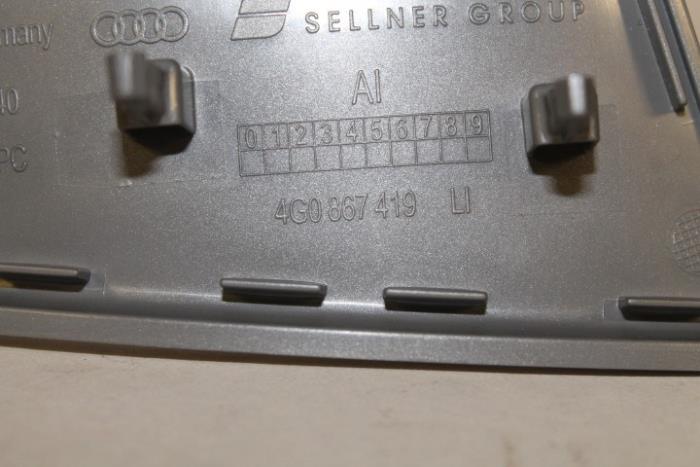 many
SELLNER GROUP
40
AI
0 1 2 3 4 5 6 7 8 9
PC
4G0 867 419 LI